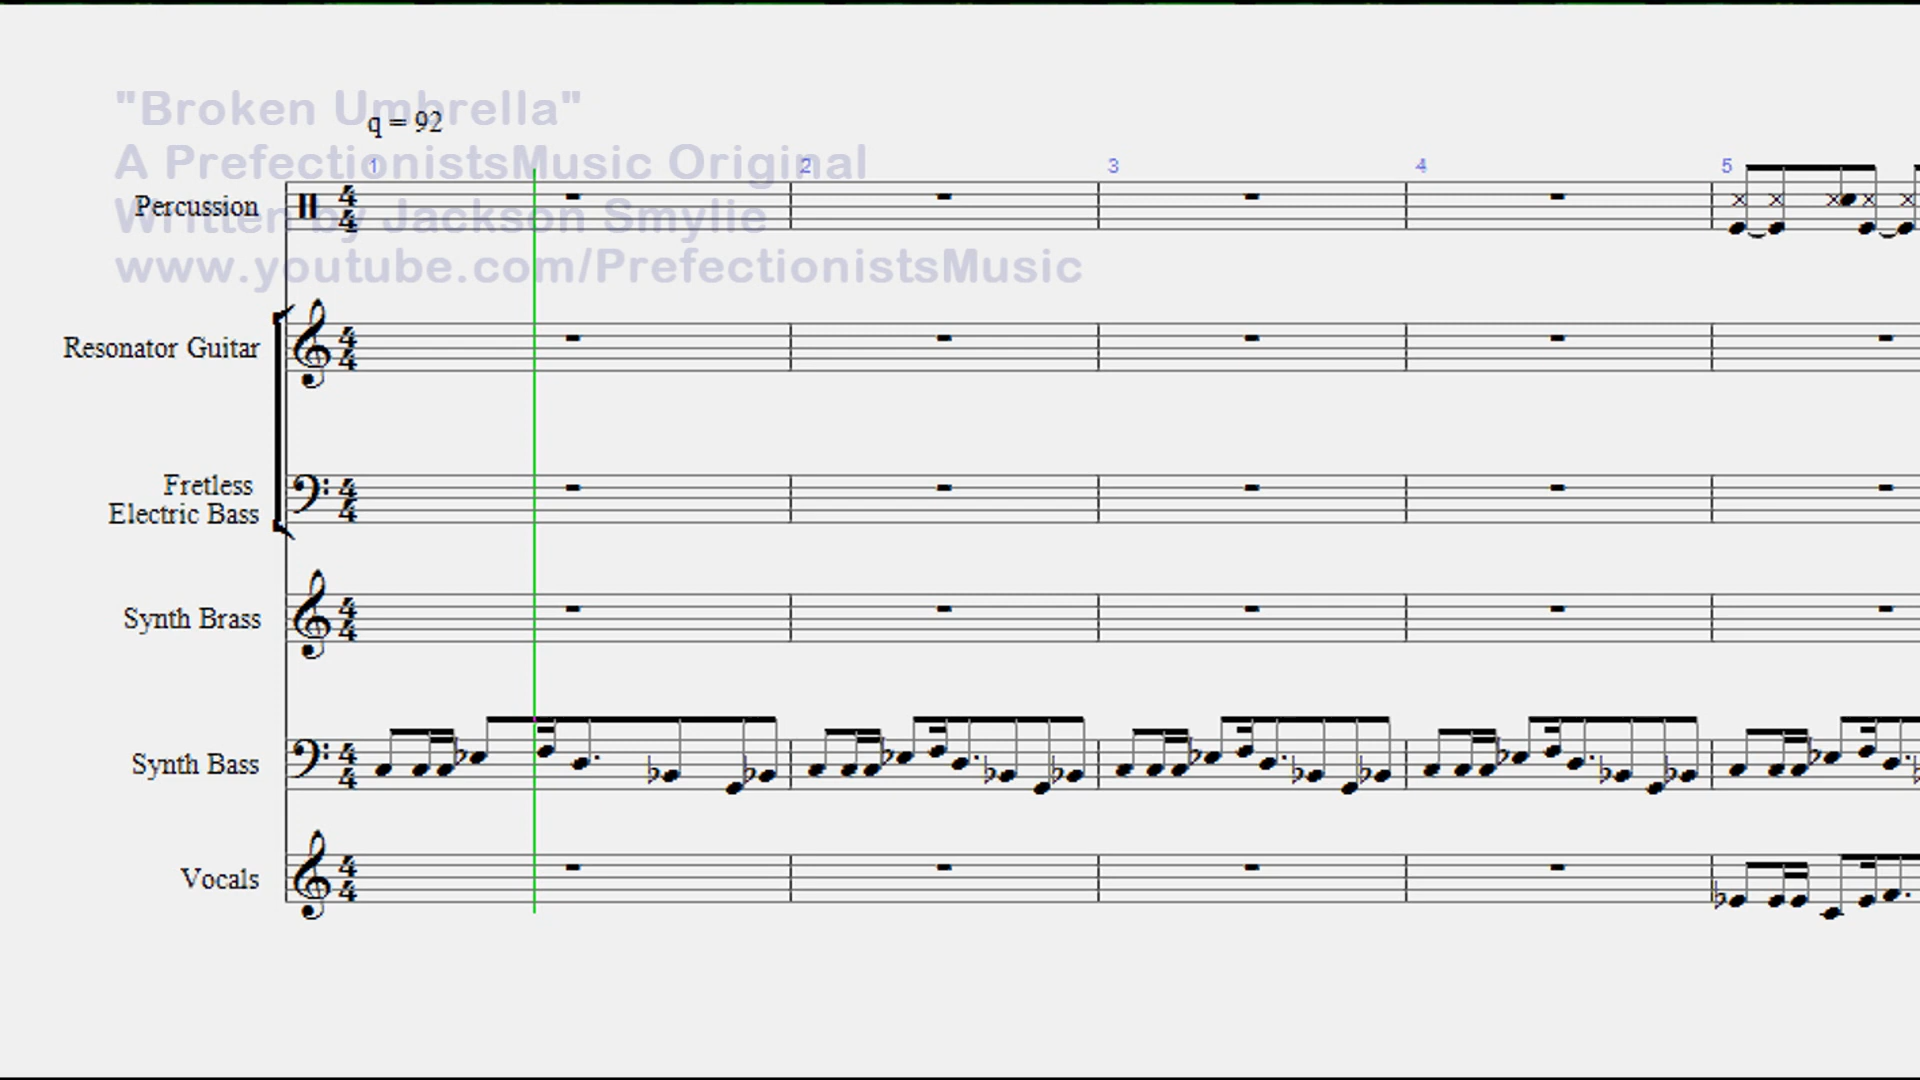 "Broken Umbrella"
q = 92
A PrefectionistsMusic Original
1 2 3 4 5
Percussion
Written by Jackson Smylie
www.youtube.com/PrefectionistsMusic
Resonator Guitar
Fretless
Electric Bass
Synth Brass
Synth Bass
Vocals